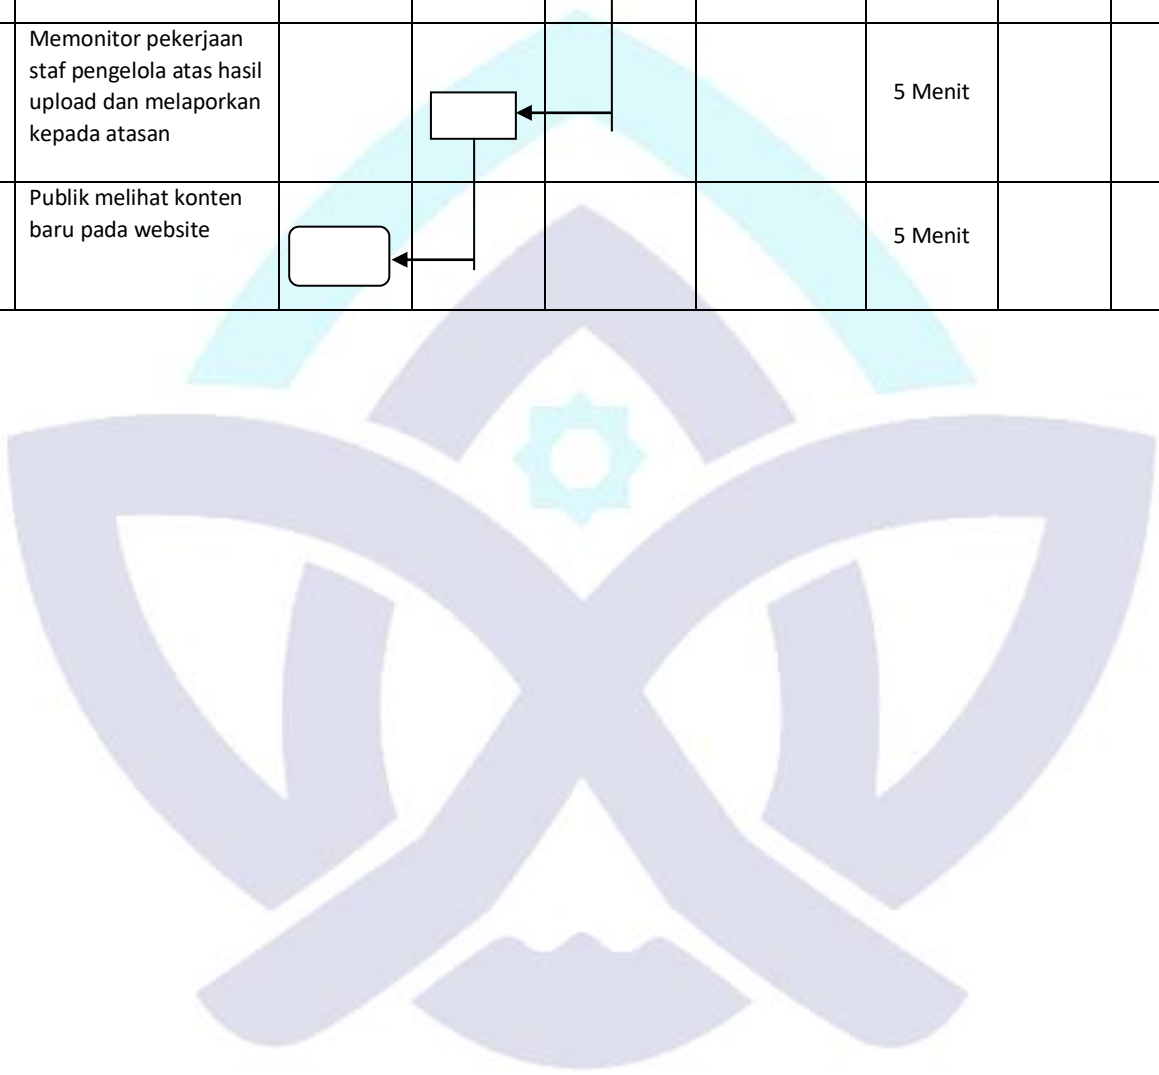 Memonitor pekerjaan
staf pengelola atas hasil
upload dan melaporkan
kepada atasan
5 Menit
Publik melihat konten
baru pada website
5 Menit